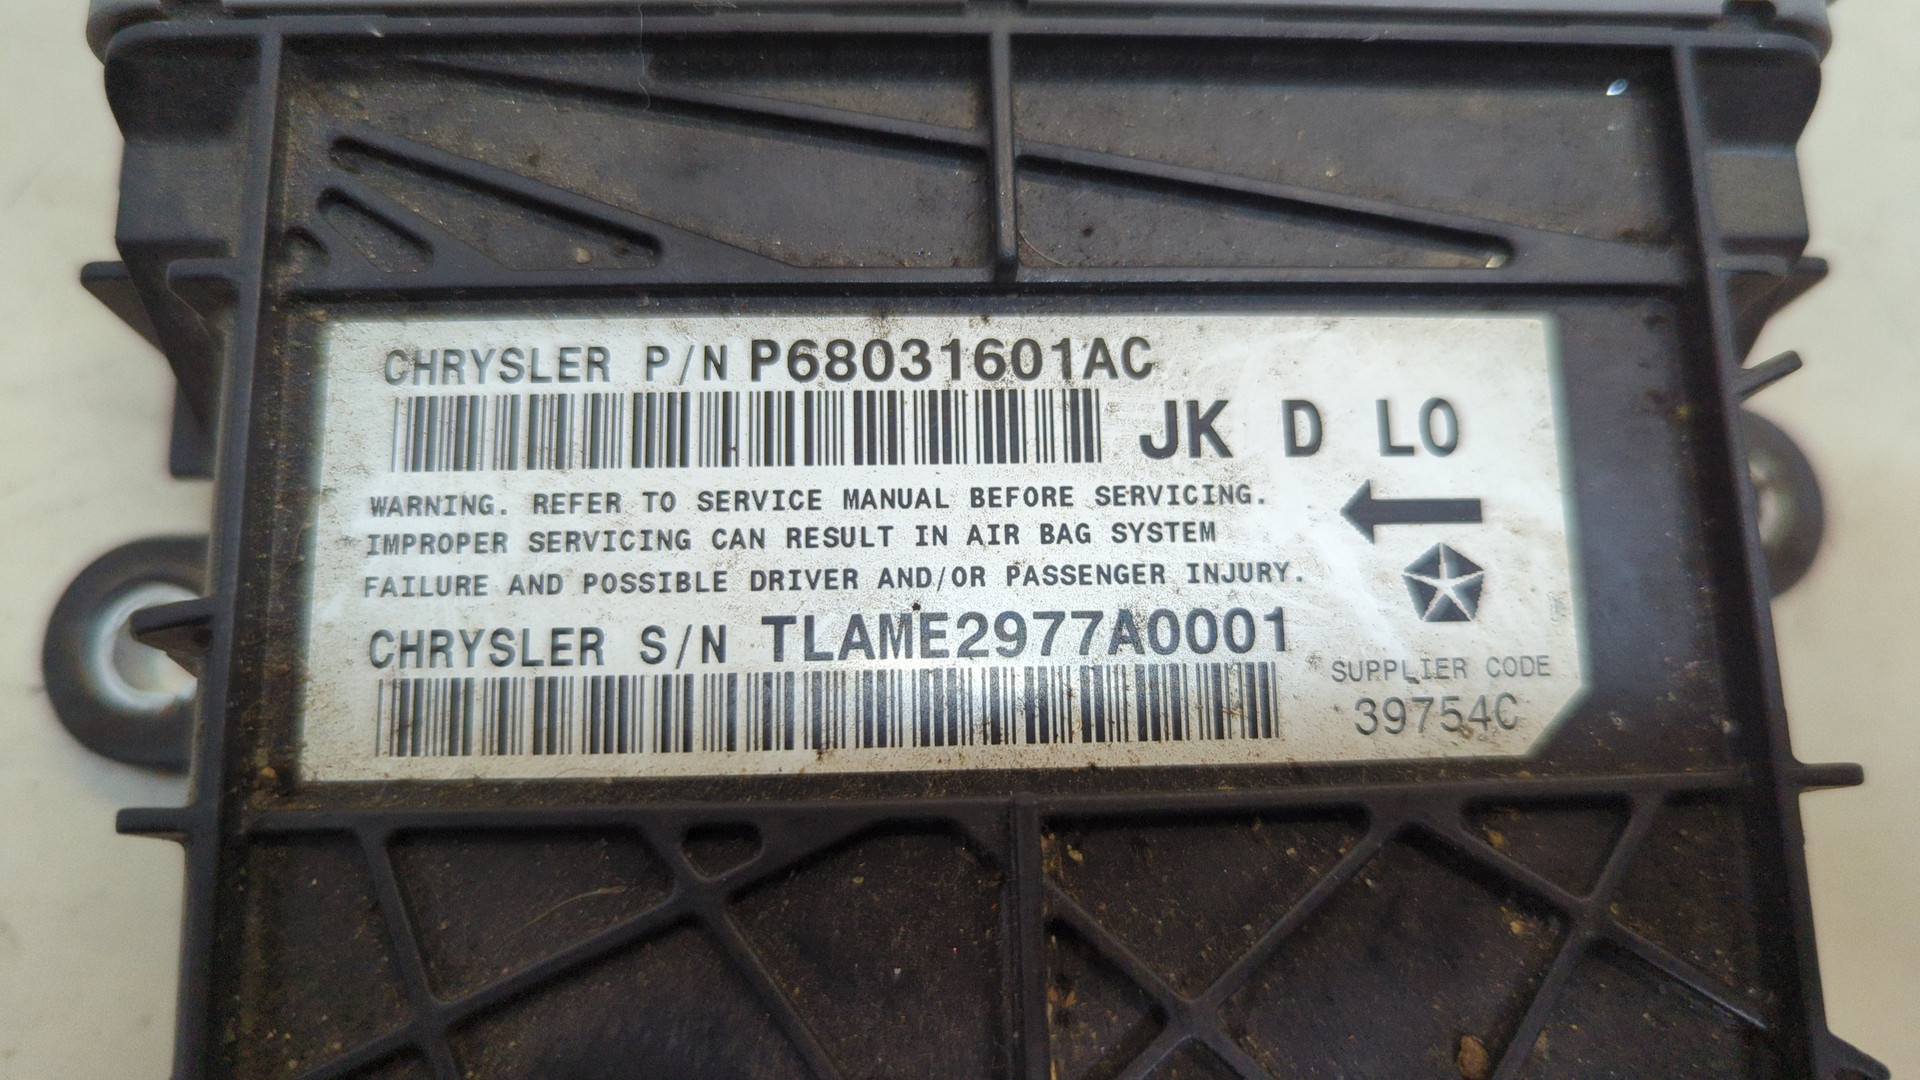 CHRYSLER P/N P68031601AC
JK D LO
WARNING. REFER TO SERVICE MANUAL BEFORE SERVICING.
IMPROPER SERVICING CAN RESULT IN AIR BAG SYSTEM
FAILURE AND POSSIBLE DRIVER AND/OR PASSENGER INJURY.
CHRYSLER S/N TLAME2977A0001
SUPPLIER CODE
39754C